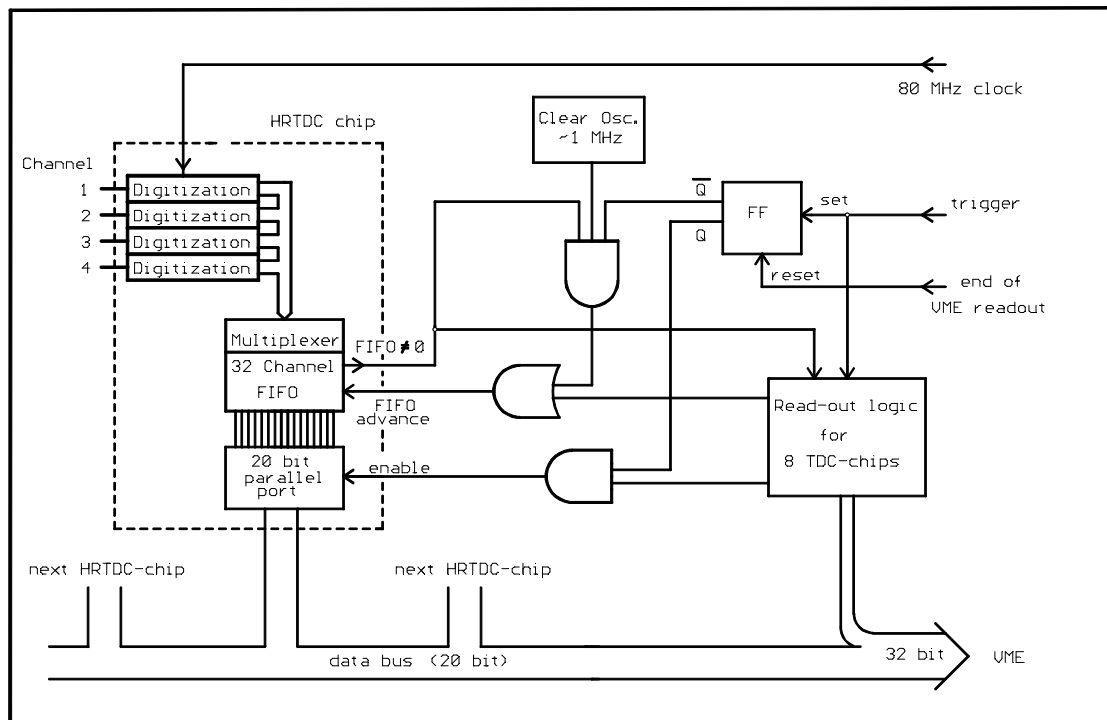 80 MHz clock
HRTDC chip
Clear Osc.
~1 MHz
Channel
1
Digitization
2
Digitization
3
Digitization
4
Digitization
Q̅
Q
FF
set
trigger
reset
end of
VME readout
Multiplexer
32 Channel
FIFO
FIFO≠0
FIFO
advance
Read-out logic
for
8 TDC-chips
20 bit
parallel
port
enable
next HRTDC-chip
next HRTDC-chip
data bus (20 bit)
32 bit
VME